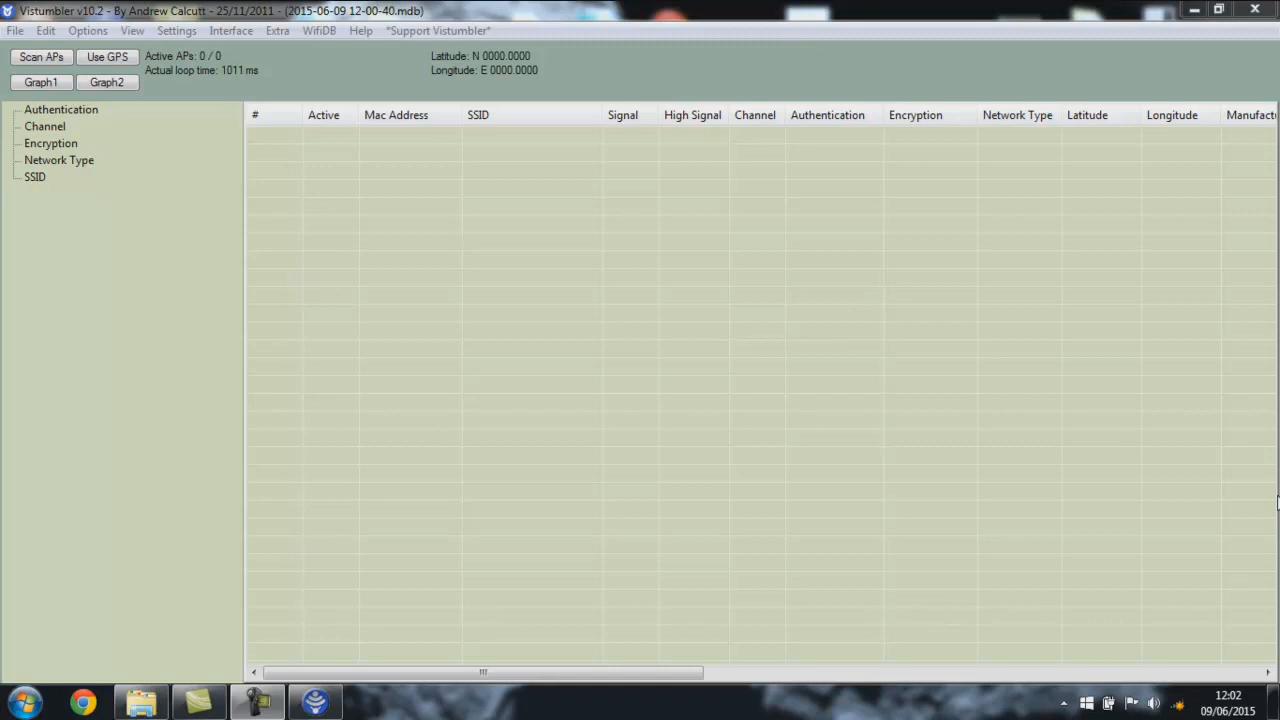 Vistumbler v10.2 - By Andrew Calcutt - 25/11/2011 - (2015-06-09 12-00-40.mdb)
File Edit Options View Settings Interface Extra WifiDB Help *Support Vistumbler*
Scan APs Use GPS Active APs: 0 / 0 Latitude: N 0000.0000
Actual loop time: 1011 ms Longitude: E 0000.0000
Graph1 Graph2
Authentication
Channel
Encryption
Network Type
SSID
# Active Mac Address SSID Signal High Signal Channel Authentication Encryption Network Type Latitude Longitude Manufactu
12:02
09/06/2015